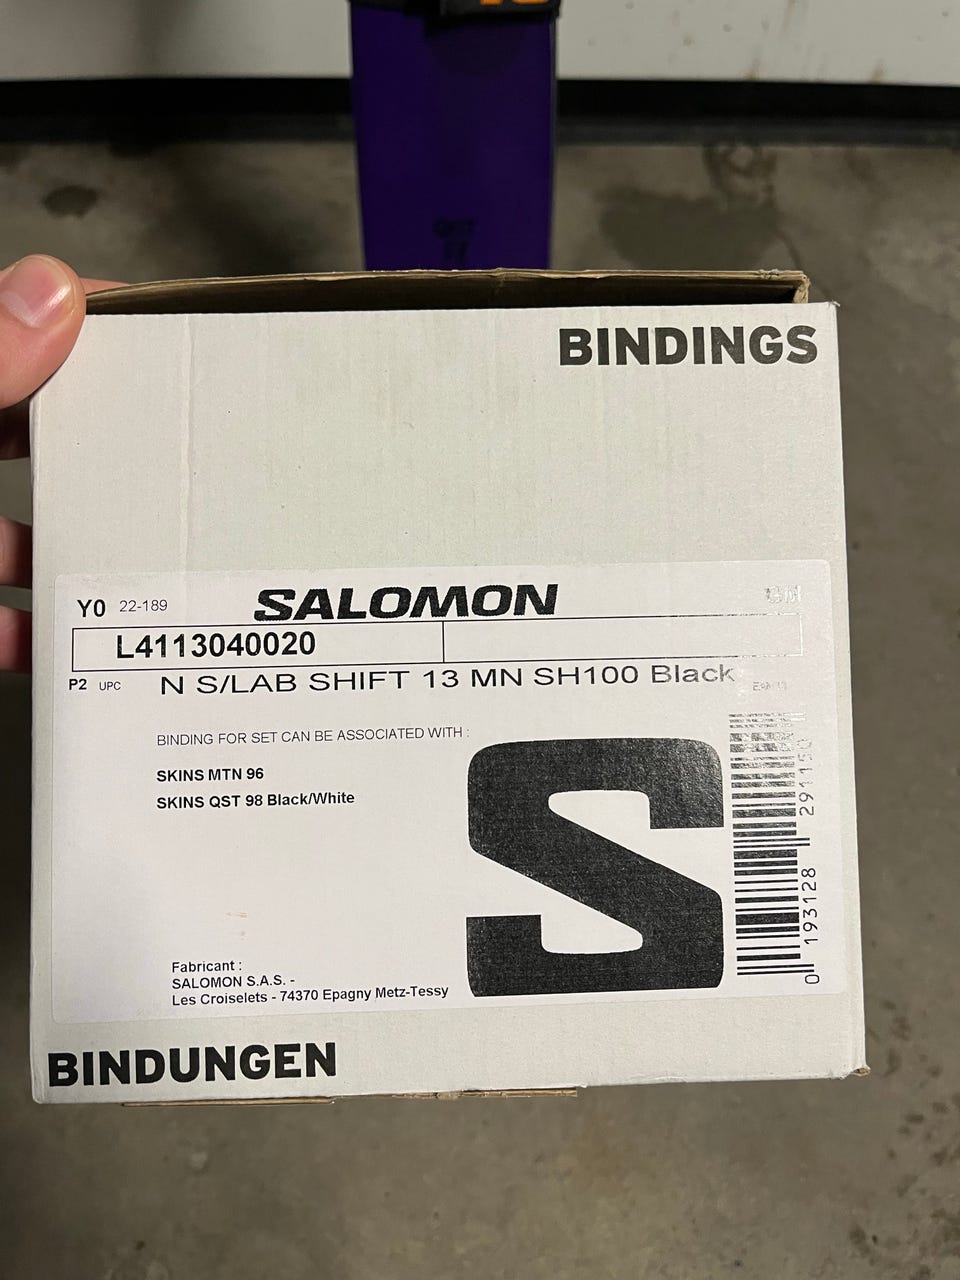 BINDINGS
Y0 22-189
SALOMON
L4113040020
P2 UPC N S/LAB SHIFT 13 MN SH100 Black
BINDING FOR SET CAN BE ASSOCIATED WITH :
SKINS MTN 96
SKINS QST 98 Black/White
S
0 193128 291150
Fabricant :
SALOMON S.A.S. -
Les Croiselets - 74370 Epagny Metz-Tessy
BINDUNGEN